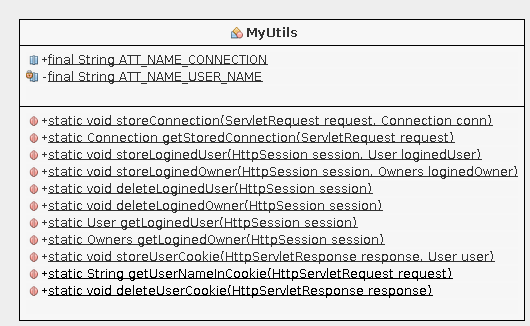 MyUtils
+final String ATT_NAME_CONNECTION
-final String ATT_NAME_USER_NAME
+static void storeConnection(ServletRequest request, Connection conn)
+static Connection getStoredConnection(ServletRequest request)
+static void storeLoginedUser(HttpSession session, User loginedUser)
+static void storeLoginedOwner(HttpSession session, Owners loginedOwner)
+static void deleteLoginedUser(HttpSession session)
+static void deleteLoginedOwner(HttpSession session)
+static User getLoginedUser(HttpSession session)
+static Owners getLoginedOwner(HttpSession session)
+static void storeUserCookie(HttpServletResponse response, User user)
+static String getUserNameInCookie(HttpServletRequest request)
+static void deleteUserCookie(HttpServletResponse response)